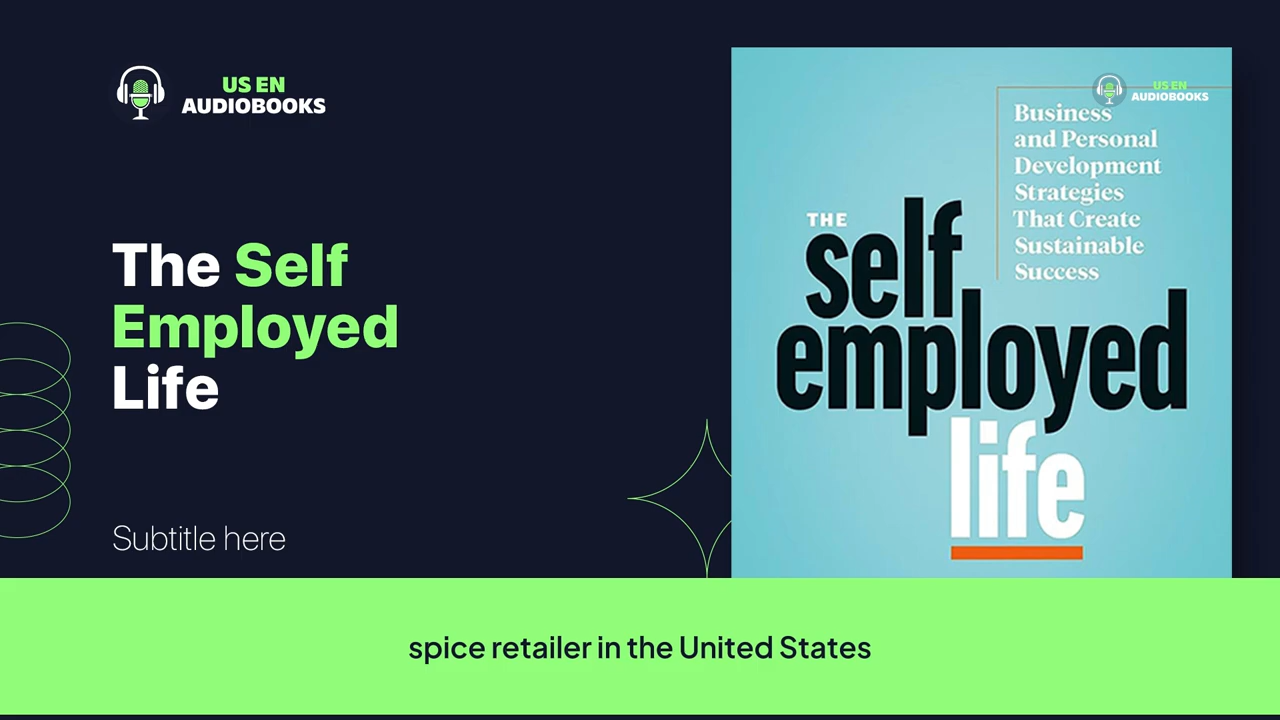 US EN
AUDIOBOOKS
The Self
Employed
Life
Subtitle here
US EN
AUDIOBOOKS
Business
and Personal
Development
Strategies
That Create
Sustainable
Success
THE
self
employed
life
spice retailer in the United States